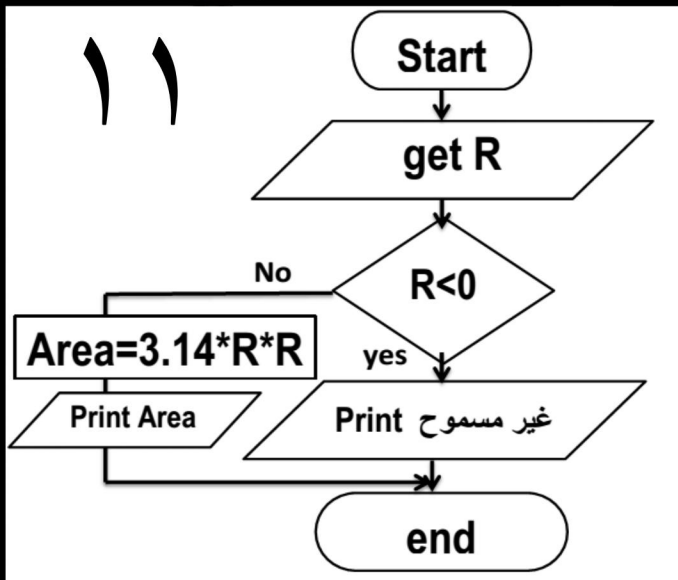 ١١
Start
get R
R<0
No
yes
Area=3.14*R*R
Print Area
Print غير مسموح
end